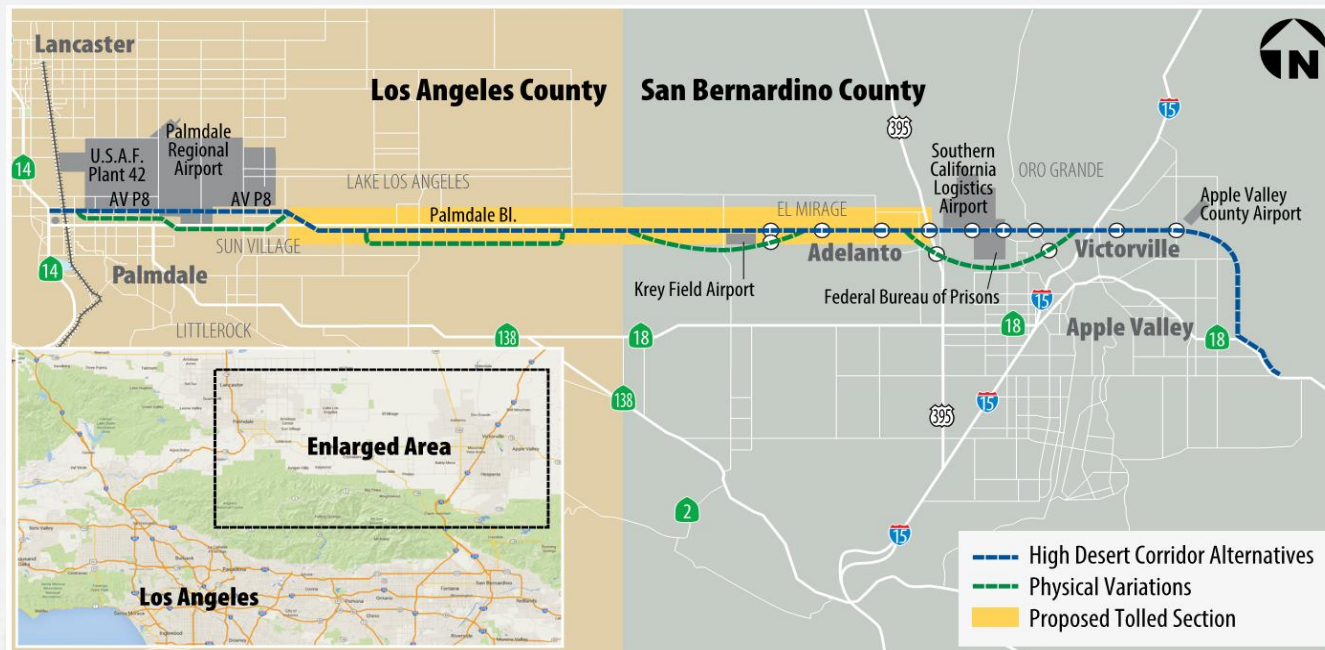 Lancaster
Los Angeles County
San Bernardino County
N
15
395
14
U.S.A.F.
Plant 42
Palmdale
Regional
Airport
AV P8
AV P8
LAKE LOS ANGELES
Palmdale Bl.
SUN VILLAGE
EL MIRAGE
Southern
California
Logistics
Airport
ORO GRANDE
Apple Valley
County Airport
14
Palmdale
Krey Field Airport
Adelanto
Federal Bureau of Prisons
Victorville
15
LITTLEROCK
138
18
18
Apple Valley
18
138
395
15
2
15
Enlarged Area
Los Angeles
High Desert Corridor Alternatives
Physical Variations
Proposed Tolled Section